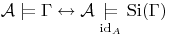 𝒜 ⊨ Γ ↔ 𝒜 ⊨_{id_A} Si(Γ)